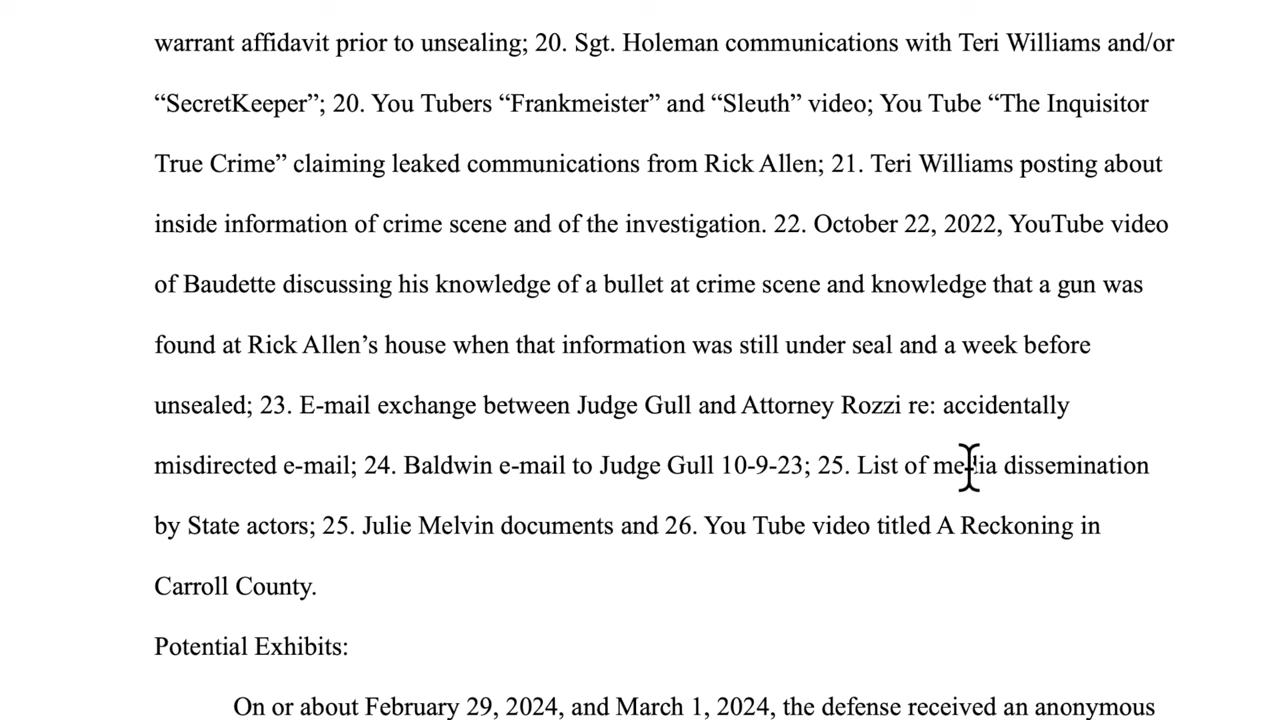 warrant affidavit prior to unsealing; 20. Sgt. Holeman communications with Teri Williams and/or
“SecretKeeper”; 20. You Tubers “Frankmeister” and “Sleuth” video; You Tube “The Inquisitor
True Crime” claiming leaked communications from Rick Allen; 21. Teri Williams posting about
inside information of crime scene and of the investigation. 22. October 22, 2022, YouTube video
of Baudette discussing his knowledge of a bullet at crime scene and knowledge that a gun was
found at Rick Allen’s house when that information was still under seal and a week before
unsealed; 23. E-mail exchange between Judge Gull and Attorney Rozzi re: accidentally
misdirected e-mail; 24. Baldwin e-mail to Judge Gull 10-9-23; 25. List of media dissemination
by State actors; 25. Julie Melvin documents and 26. You Tube video titled A Reckoning in
Carroll County.
Potential Exhibits:
On or about February 29, 2024, and March 1, 2024, the defense received an anonymous